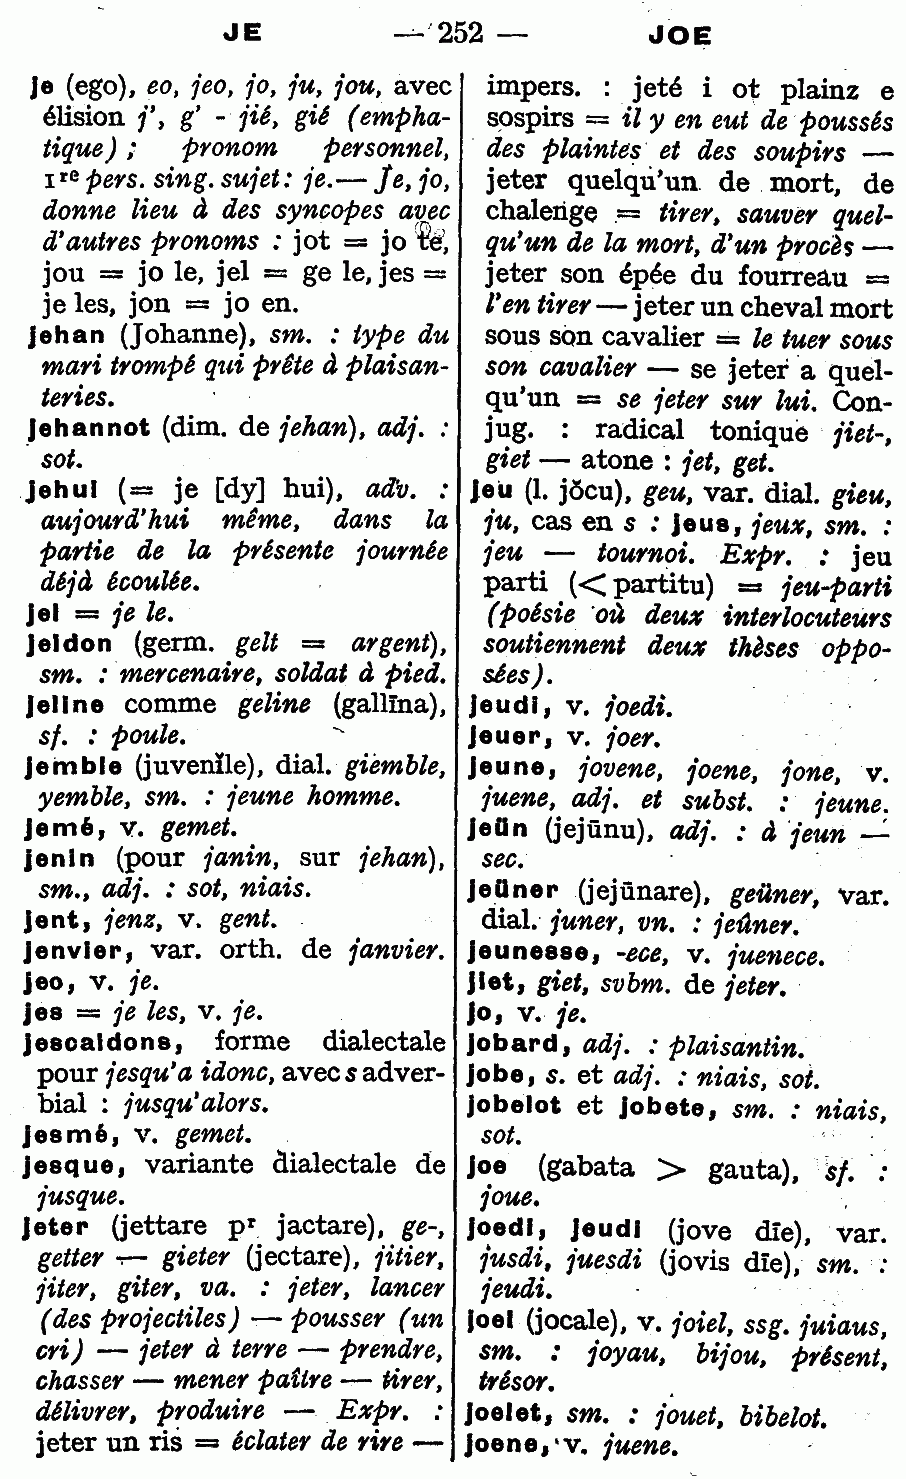 JE — 252 — JOE
je (ego), eo, jeo, jo, ju, jou, avec
élision j', g' - jié, gié (empha-
tique) ; pronom personnel,
1re pers. sing. sujet : je.— Je, jo,
donne lieu à des syncopes avec
d'autres pronoms : jot = jo te,
jou = jo le, jel = ge le, jes =
je les, jon = jo en.
jehan (Johanne), sm. : type du
mari trompé qui prête à plaisan-
teries.
jehannot (dim. de jehan), adj. :
sot.
jehui (= je [dy] hui), adv. :
aujourd'hui même, dans la
partie de la présente journée
déjà écoulée.
jel = je le.
jeldon (germ. gelt = argent),
sm. : mercenaire, soldat à pied.
jeline comme geline (gallīna),
sf. : poule.
jemble (juvenĭle), dial. giemble,
yemble, sm. : jeune homme.
jemé, v. gemet.
jenin (pour janin, sur jehan),
sm., adj. : sot, niais.
jent, jenz, v. gent.
jenvier, var. orth. de janvier.
jeo, v. je.
jes = je les, v. je.
jescaldons, forme dialectale
pour jesqu'a idonc, avec s adver-
bial : jusqu'alors.
jesmé, v. gemet.
jesque, variante dialectale de
jusque.
jeter (jettare pr jactare), ge-,
getter — gieter (jectare), jitier,
jiter, giter, va. : jeter, lancer
(des projectiles) — pousser (un
cri) — jeter à terre — prendre,
chasser — mener paître — tirer,
délivrer, produire — Expr. :
jeter un ris = éclater de rire —
impers. : jeté i ot plainz e
sospirs = il y en eut de poussés
des plaintes et des soupirs —
jeter quelqu'un de mort, de
chalenge = tirer, sauver quel-
qu'un de la mort, d'un procès —
jeter son épée du fourreau =
l'en tirer — jeter un cheval mort
sous son cavalier = le tuer sous
son cavalier — se jeter a quel-
qu'un = se jeter sur lui. Con-
jug. : radical tonique jiet-,
giet — atone : jet, get.
jeu (l. jŏcu), geu, var. dial. gieu,
ju, cas en s : jeus, jeux, sm. :
jeu — tournoi. Expr. : jeu
parti (< partitu) = jeu-parti
(poésie où deux interlocuteurs
soutiennent deux thèses oppo-
sées).
jeudi, v. joedi.
jeuer, v. joer.
jeune, jovene, joene, jone, v.
juene, adj. et subst. : jeune.
jeün (jejūnu), adj. : à jeun —
sec.
jeüner (jejūnare), geüner, var.
dial. juner, vn. : jeûner.
jeunesse, -ece, v. juenece.
jiet, giet, svbm. de jeter.
jo, v. je.
jobard, adj. : plaisantin.
jobe, s. et adj. : niais, sot.
jobelot et jobete, sm. : niais,
sot.
joe (gabata > gauta), sf. :
joue.
joedi, jeudi (jove dīe), var.
jusdi, juesdi (jovis dīe), sm. :
jeudi.
joel (jocale), v. joiel, ssg. juiaus,
sm. : joyau, bijou, présent,
trésor.
joelet, sm. : jouet, bibelot.
joene, v. juene.